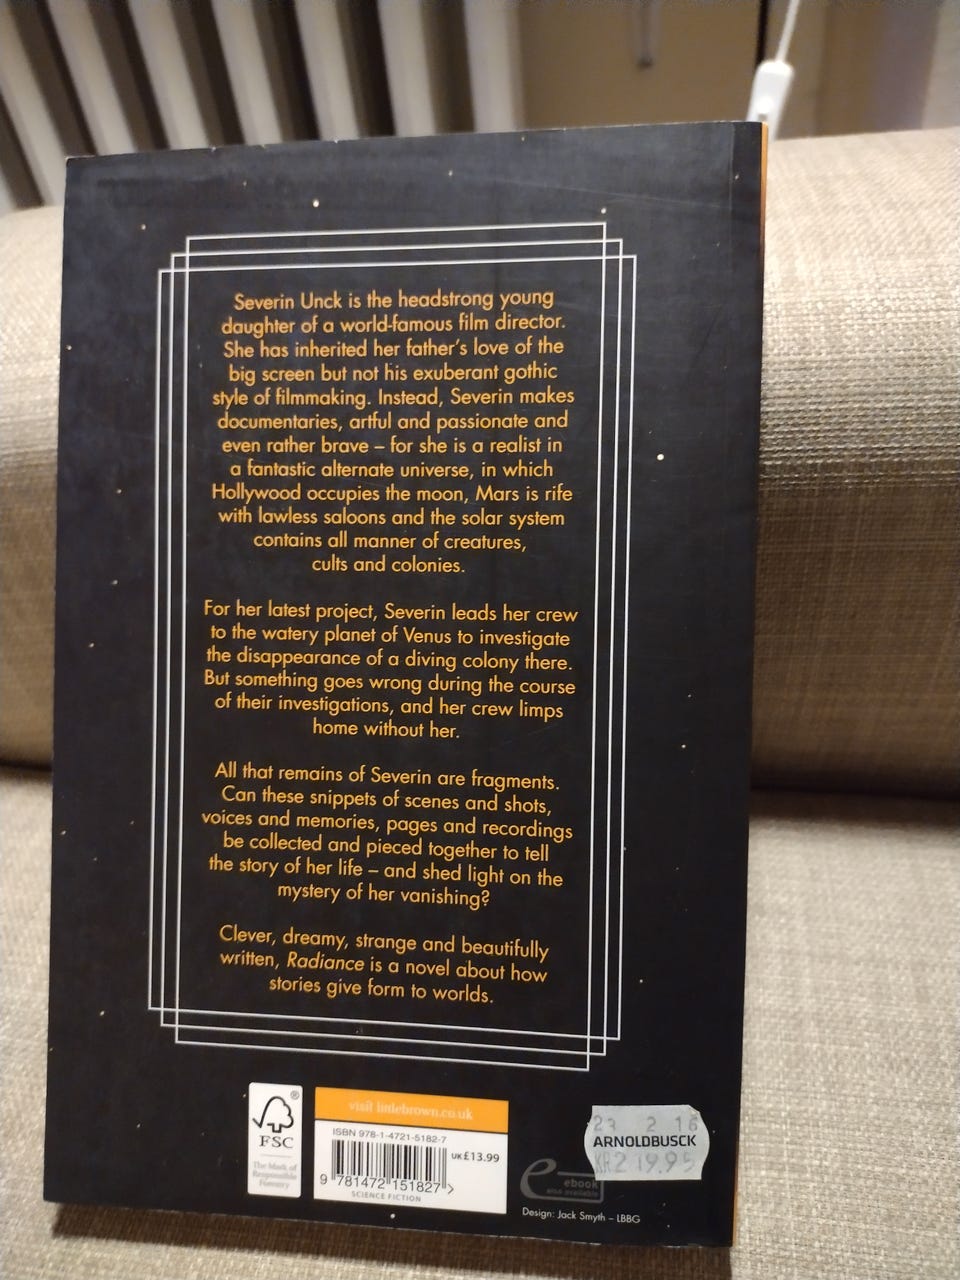 Severin Unck is the headstrong young
daughter of a world-famous film director.
She has inherited her father's love of the
big screen but not his exuberant gothic
style of filmmaking. Instead, Severin makes
documentaries, artful and passionate and
even rather brave – for she is a realist in
a fantastic alternate universe, in which
Hollywood occupies the moon, Mars is rife
with lawless saloons and the solar system
contains all manner of creatures,
cults and colonies.
For her latest project, Severin leads her crew
to the watery planet of Venus to investigate
the disappearance of a diving colony there.
But something goes wrong during the course
of their investigations, and her crew limps
home without her.
All that remains of Severin are fragments.
Can these snippets of scenes and shots,
voices and memories, pages and recordings
be collected and pieced together to tell
the story of her life – and shed light on the
mystery of her vanishing?
Clever, dreamy, strange and beautifully
written, Radiance is a novel about how
stories give form to worlds.
®
FSC
The Mark of
Responsible
Forestry
visit littlebrown.co.uk
ISBN 978-1-4721-5182-7
UK £13.99
9 781472 151827 >
SCIENCE FICTION
e
ebook
also available
Design: Jack Smyth – LBBG
23 2 16
ARNOLDBUSCK
KR219.95